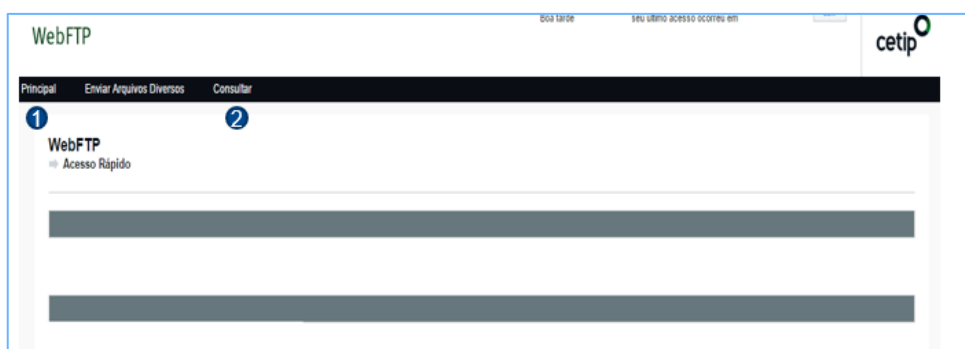 Boa tarde seu último acesso ocorreu em
WebFTP
cetip
Principal Enviar Arquivos Diversos Consultar
1 2
WebFTP
Acesso Rápido